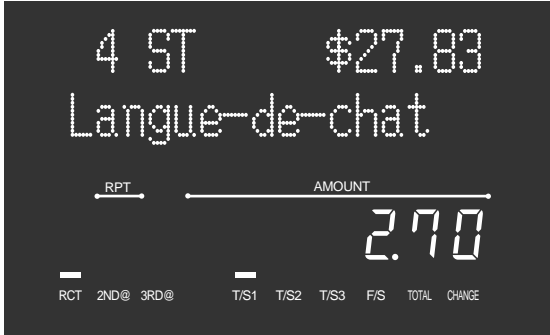 4 ST $27.83
Langue-de-chat
RPT AMOUNT
2.70
RCT 2ND@ 3RD@ T/S1 T/S2 T/S3 F/S TOTAL CHANGE